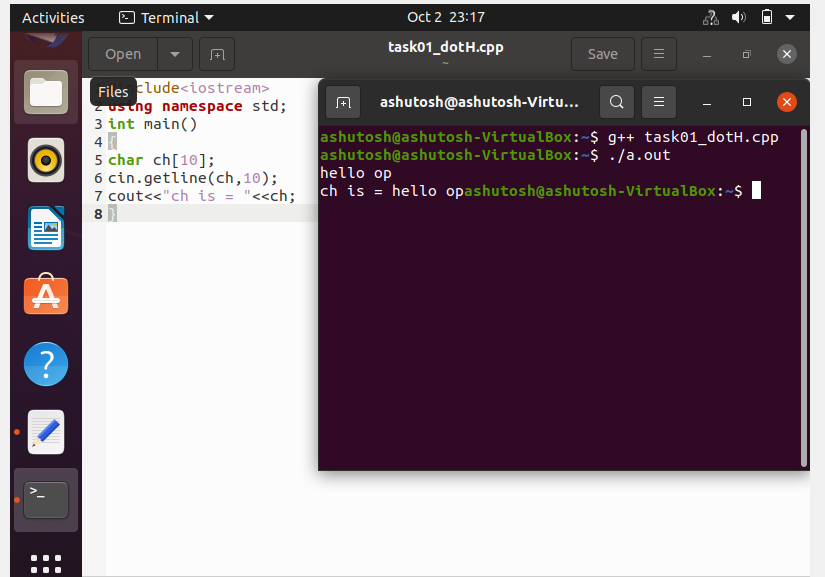 Activities
Terminal
Oct 2 23:17
Open
task01_dotH.cpp
~
Save
Files
clude<iostream>
2 using namespace std;
3 int main()
4 {
5 char ch[10];
6 cin.getline(ch,10);
7 cout<<"ch is = "<<ch;
8 }
ashutosh@ashutosh-Virtu...
ashutosh@ashutosh-VirtualBox:~$ g++ task01_dotH.cpp
ashutosh@ashutosh-VirtualBox:~$ ./a.out
hello op
ch is = hello opashutosh@ashutosh-VirtualBox:~$